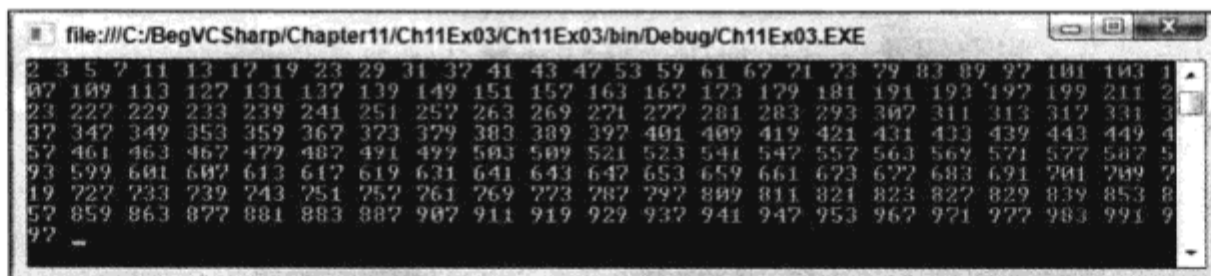 file:///C:/BegVCSharp/Chapter11/Ch11Ex03/Ch11Ex03/bin/Debug/Ch11Ex03.EXE
2 3 5 7 11 13 17 19 23 29 31 37 41 43 47 53 59 61 67 71 73 79 83 89 97 101 103 1
07 109 113 127 131 137 139 149 151 157 163 167 173 179 181 191 193 197 199 211 2
23 227 229 233 239 241 251 257 263 269 271 277 281 283 293 307 311 313 317 331 3
37 347 349 353 359 367 373 379 383 389 397 401 409 419 421 431 433 439 443 449 4
57 461 463 467 479 487 491 499 503 509 521 523 541 547 557 563 569 571 577 587 5
93 599 601 607 613 617 619 631 641 643 647 653 659 661 673 677 683 691 701 709 7
19 727 733 739 743 751 757 761 769 773 787 797 809 811 821 823 827 829 839 853 8
57 859 863 877 881 883 887 907 911 919 929 937 941 947 953 967 971 977 983 991 9
97